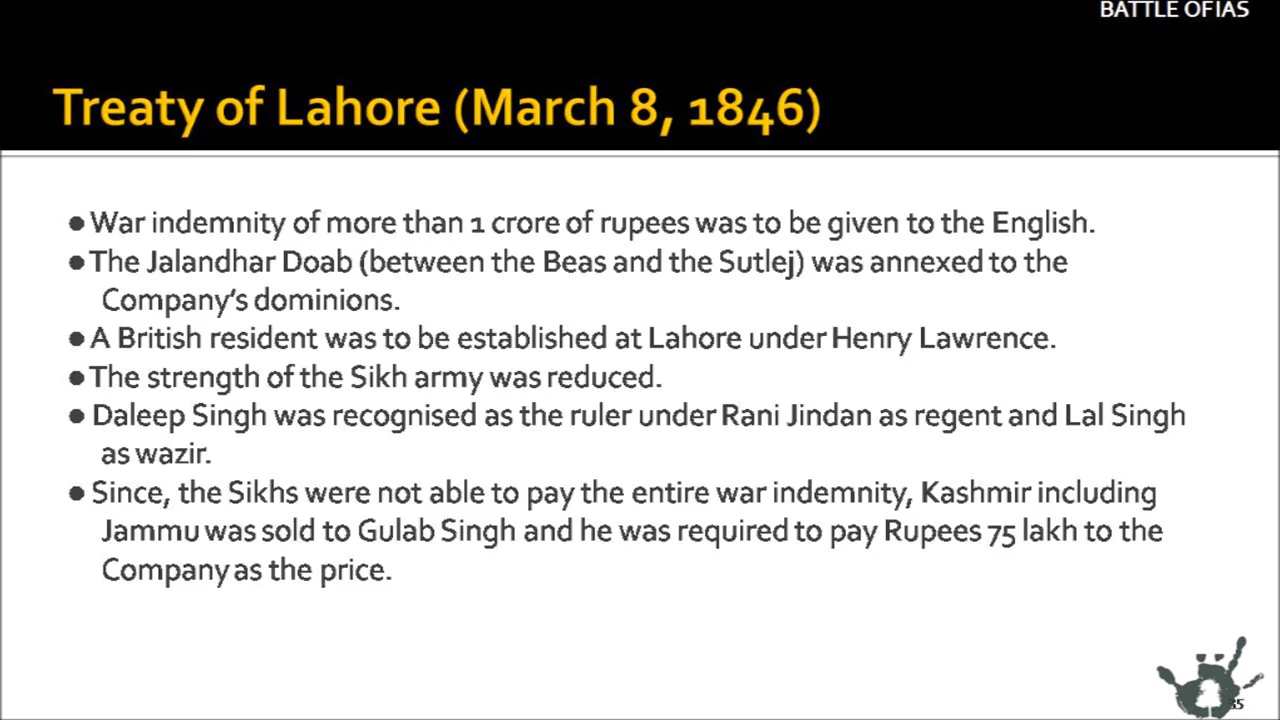 BATTLE OF IAS
Treaty of Lahore (March 8, 1846)
● War indemnity of more than 1 crore of rupees was to be given to the English.
● The Jalandhar Doab (between the Beas and the Sutlej) was annexed to the
Company's dominions.
● A British resident was to be established at Lahore under Henry Lawrence.
● The strength of the Sikh army was reduced.
● Daleep Singh was recognised as the ruler under Rani Jindan as regent and Lal Singh
as wazir.
● Since, the Sikhs were not able to pay the entire war indemnity, Kashmir including
Jammu was sold to Gulab Singh and he was required to pay Rupees 75 lakh to the
Company as the price.
35